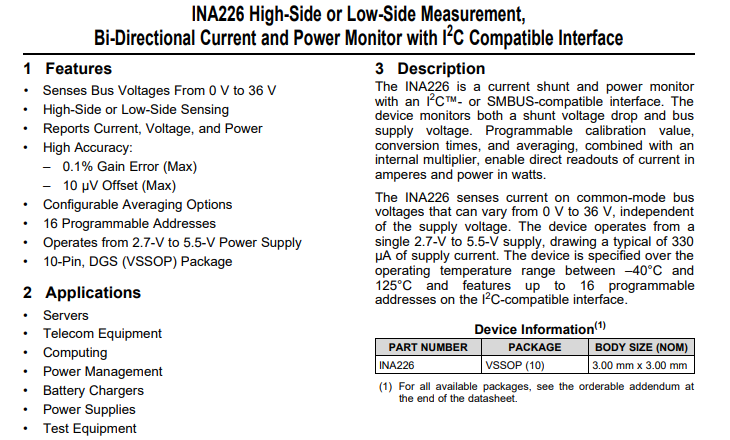 INA226 High-Side or Low-Side Measurement,
Bi-Directional Current and Power Monitor with I2C Compatible Interface
1 Features
• Senses Bus Voltages From 0 V to 36 V
• High-Side or Low-Side Sensing
• Reports Current, Voltage, and Power
• High Accuracy:
– 0.1% Gain Error (Max)
– 10 μV Offset (Max)
• Configurable Averaging Options
• 16 Programmable Addresses
• Operates from 2.7-V to 5.5-V Power Supply
• 10-Pin, DGS (VSSOP) Package
2 Applications
• Servers
• Telecom Equipment
• Computing
• Power Management
• Battery Chargers
• Power Supplies
• Test Equipment
3 Description
The INA226 is a current shunt and power monitor
with an I2C™- or SMBUS-compatible interface. The
device monitors both a shunt voltage drop and bus
supply voltage. Programmable calibration value,
conversion times, and averaging, combined with an
internal multiplier, enable direct readouts of current in
amperes and power in watts.
The INA226 senses current on common-mode bus
voltages that can vary from 0 V to 36 V, independent
of the supply voltage. The device operates from a
single 2.7-V to 5.5-V supply, drawing a typical of 330
μA of supply current. The device is specified over the
operating temperature range between –40°C and
125°C and features up to 16 programmable
addresses on the I2C-compatible interface.
Device Information(1)
PART NUMBER PACKAGE BODY SIZE (NOM)
INA226 VSSOP (10) 3.00 mm x 3.00 mm
(1) For all available packages, see the orderable addendum at
the end of the datasheet.